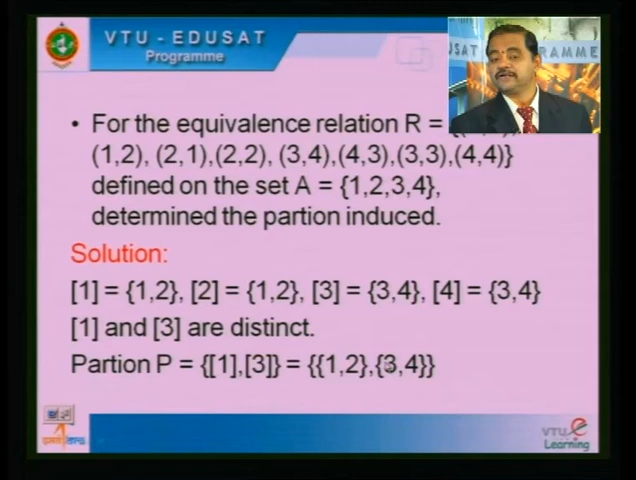 VTU - EDUSAT
Programme
USAT
RAMME
• For the equivalence relation R =
(1,2), (2,1),(2,2), (3,4),(4,3),(3,3),(4,4)}
defined on the set A = {1,2,3,4},
determined the partion induced.
Solution:
[1] = {1,2}, [2] = {1,2}, [3] = {3,4}, [4] = {3,4}
[1] and [3] are distinct.
Partion P = {[1],[3]} = {{1,2},{3,4}}
VTU e
Learning